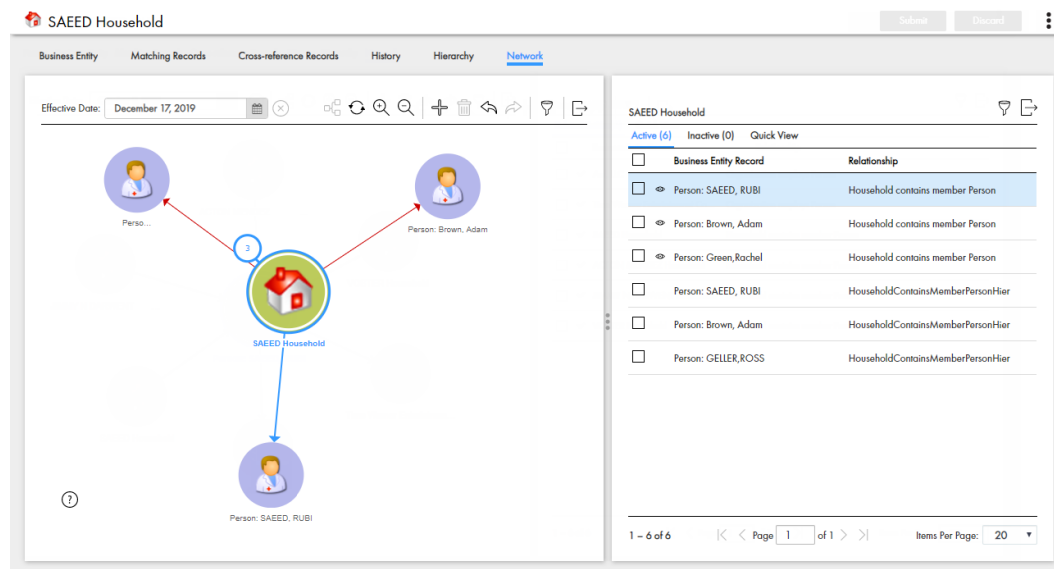 SAEED Household
Submit Discard
Business Entity Matching Records Cross-reference Records History Hierarchy Network
Effective Date: December 17, 2019
Perso...
Person: Brown, Adam
3
SAEED Household
Person: SAEED, RUBI
?
SAEED Household
Active (6) Inactive (0) Quick View
Business Entity Record Relationship
Person: SAEED, RUBI Household contains member Person
Person: Brown, Adam Household contains member Person
Person: Green,Rachel Household contains member Person
Person: SAEED, RUBI HouseholdContainsMemberPersonHier
Person: Brown, Adam HouseholdContainsMemberPersonHier
Person: GELLER,ROSS HouseholdContainsMemberPersonHier
1 – 6 of 6 Page 1 of 1 Items Per Page: 20